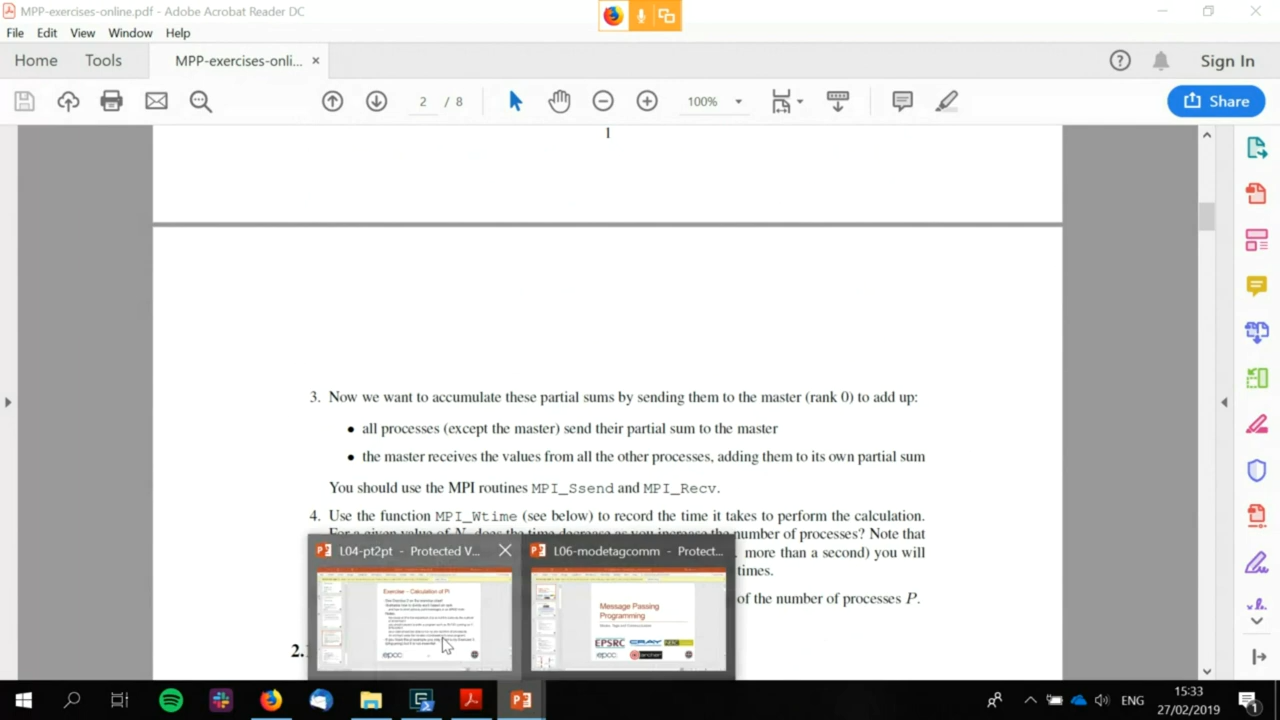 MPP-exercises-online.pdf - Adobe Acrobat Reader DC
File Edit View Window Help
Home Tools MPP-exercises-onli... × Sign In
2 / 8 100% Share
1
3. Now we want to accumulate these partial sums by sending them to the master (rank 0) to add up:
• all processes (except the master) send their partial sum to the master
• the master receives the values from all the other processes, adding them to its own partial sum
You should use the MPI routines MPI_Ssend and MPI_Recv.
4. Use the function MPI_Wtime (see below) to record the time it takes to perform the calculation.
For a given value of N, does the time decrease as you increase the number of processes? Note that
more than a second) you will
times.
of the number of processes P.
2.
L04-pt2pt - Protected V... L06-modetagcomm - Protect...
Exercise - Calculation of Pi
epcc
Message Passing
Programming
EPSRC CRAY
epcc archer
ENG 15:33
27/02/2019
1